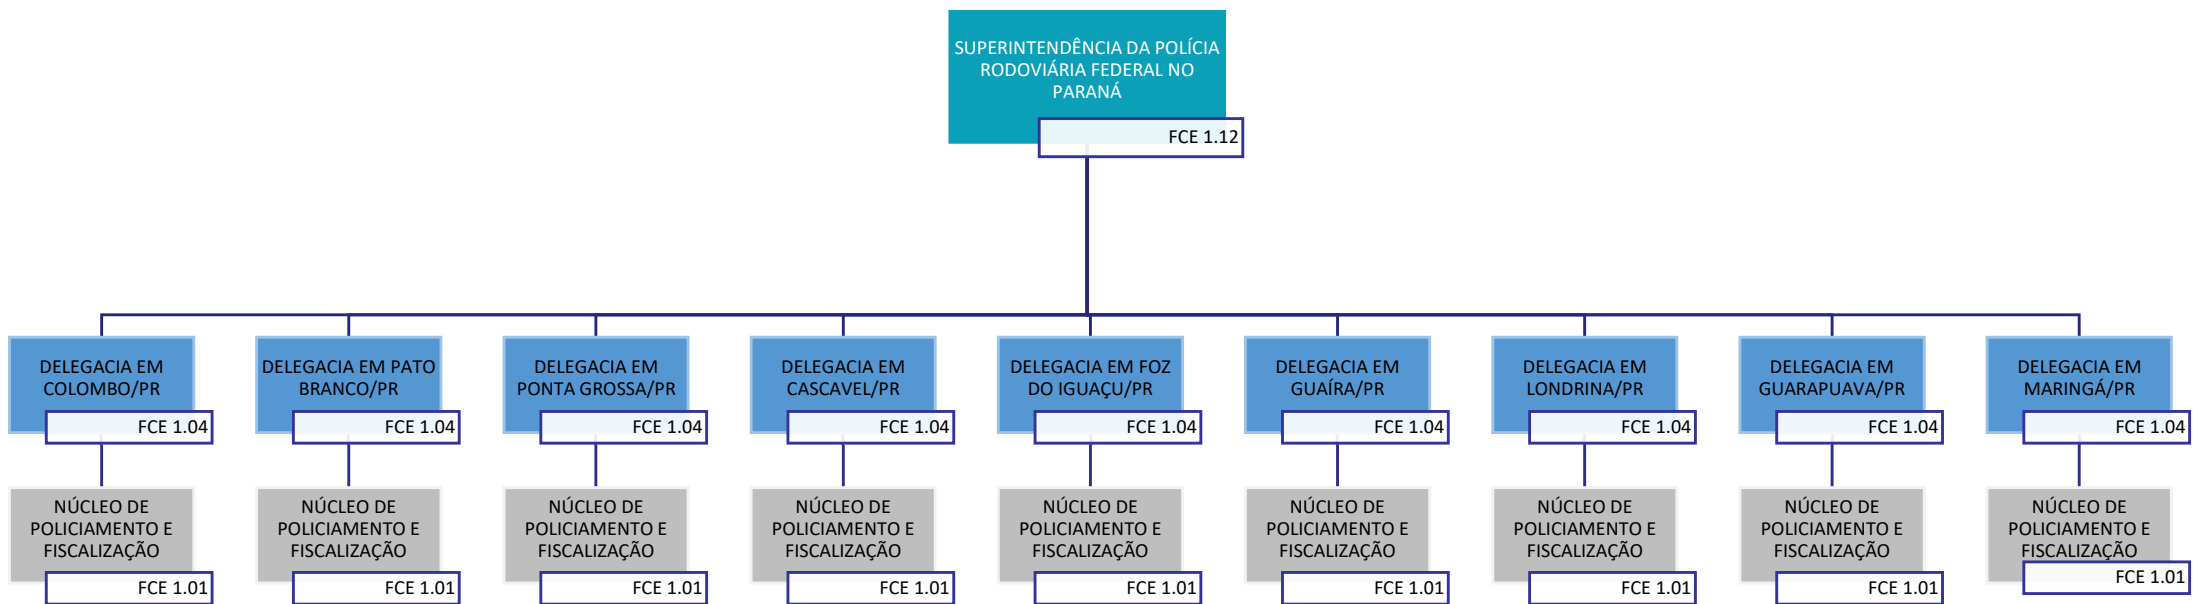 SUPERINTENDÊNCIA DA POLÍCIA
RODOVIÁRIA FEDERAL NO
PARANÁ
FCE 1.12
DELEGACIA EM
COLOMBO/PR
FCE 1.04
DELEGACIA EM PATO
BRANCO/PR
FCE 1.04
DELEGACIA EM
PONTA GROSSA/PR
FCE 1.04
DELEGACIA EM
CASCAVEL/PR
FCE 1.04
DELEGACIA EM FOZ
DO IGUAÇU/PR
FCE 1.04
DELEGACIA EM
GUAÍRA/PR
FCE 1.04
DELEGACIA EM
LONDRINA/PR
FCE 1.04
DELEGACIA EM
GUARAPUAVA/PR
FCE 1.04
DELEGACIA EM
MARINGÁ/PR
FCE 1.04
NÚCLEO DE
POLICIAMENTO E
FISCALIZAÇÃO
FCE 1.01
NÚCLEO DE
POLICIAMENTO E
FISCALIZAÇÃO
FCE 1.01
NÚCLEO DE
POLICIAMENTO E
FISCALIZAÇÃO
FCE 1.01
NÚCLEO DE
POLICIAMENTO E
FISCALIZAÇÃO
FCE 1.01
NÚCLEO DE
POLICIAMENTO E
FISCALIZAÇÃO
FCE 1.01
NÚCLEO DE
POLICIAMENTO E
FISCALIZAÇÃO
FCE 1.01
NÚCLEO DE
POLICIAMENTO E
FISCALIZAÇÃO
FCE 1.01
NÚCLEO DE
POLICIAMENTO E
FISCALIZAÇÃO
FCE 1.01
NÚCLEO DE
POLICIAMENTO E
FISCALIZAÇÃO
FCE 1.01